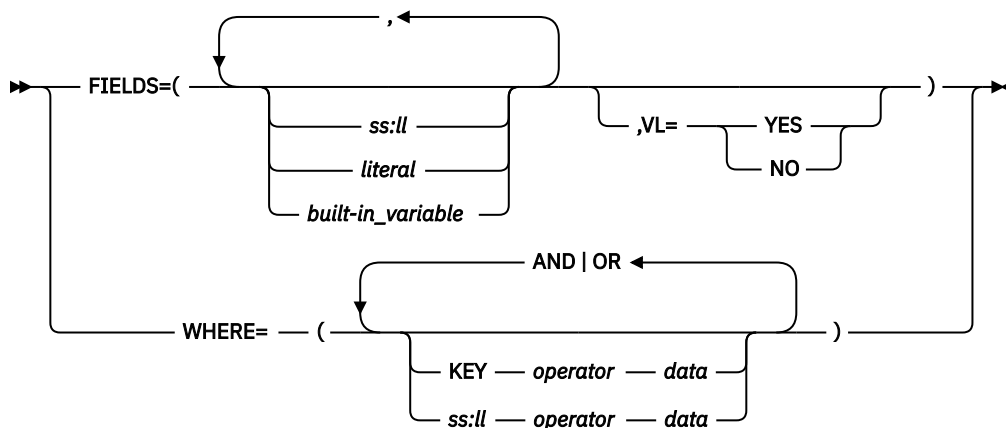 ,
FIELDS=( )
ss:ll ,VL= YES
literal NO
built-in_variable
AND | OR
WHERE= ( )
KEY operator data
ss:ll operator data